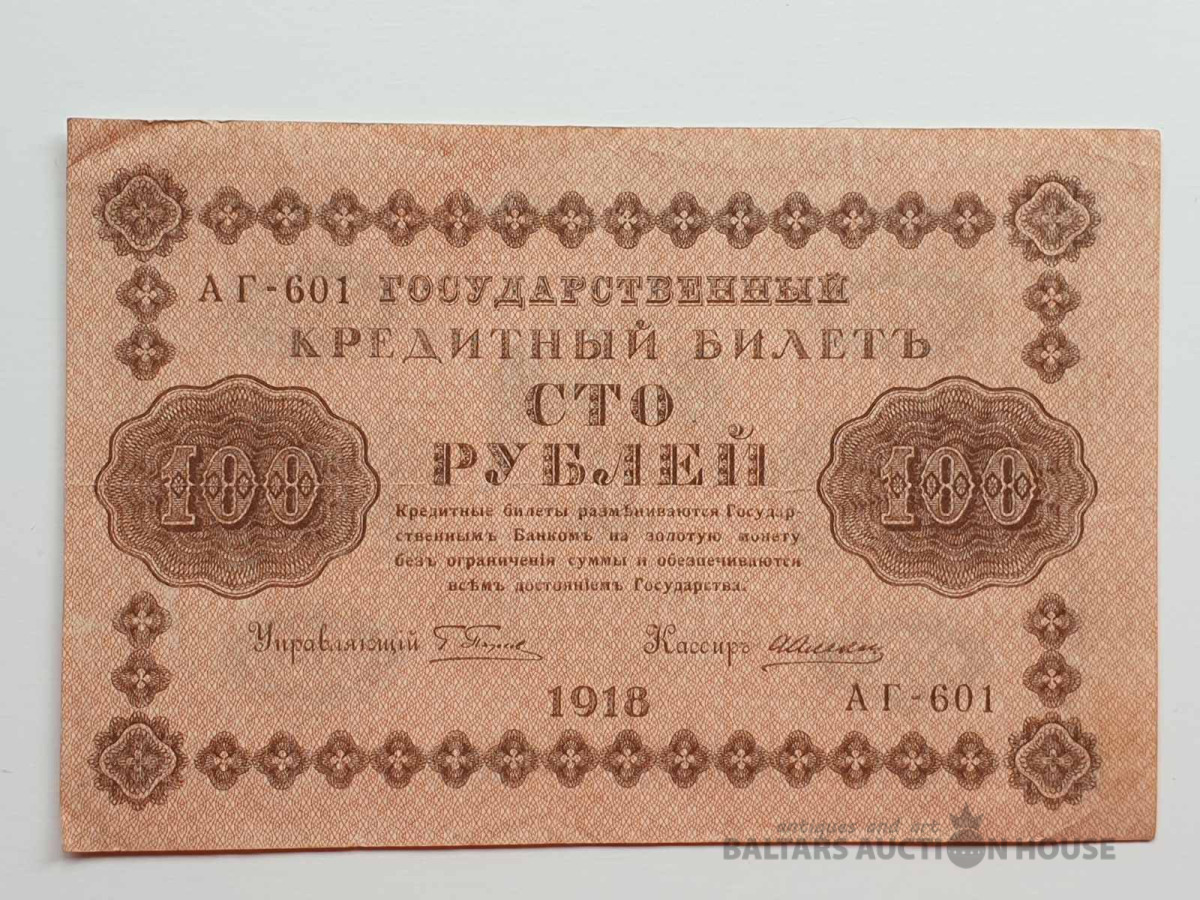 АГ-601 ГОСУДАРСТВЕННЫЙ
КРЕДИТНЫЙ БИЛЕТЪ
СТО
РУБЛЕЙ
100
100
Кредитные билеты размѣниваются Государ-
ственнымъ Банкомъ на золотую монету
безъ ограниченія суммы и обезпечиваются
всѣмъ достояніемъ Государства.
Управляющій
Кассиръ
1918
АГ-601
antiques and art
BALTARS AUCTION HOUSE